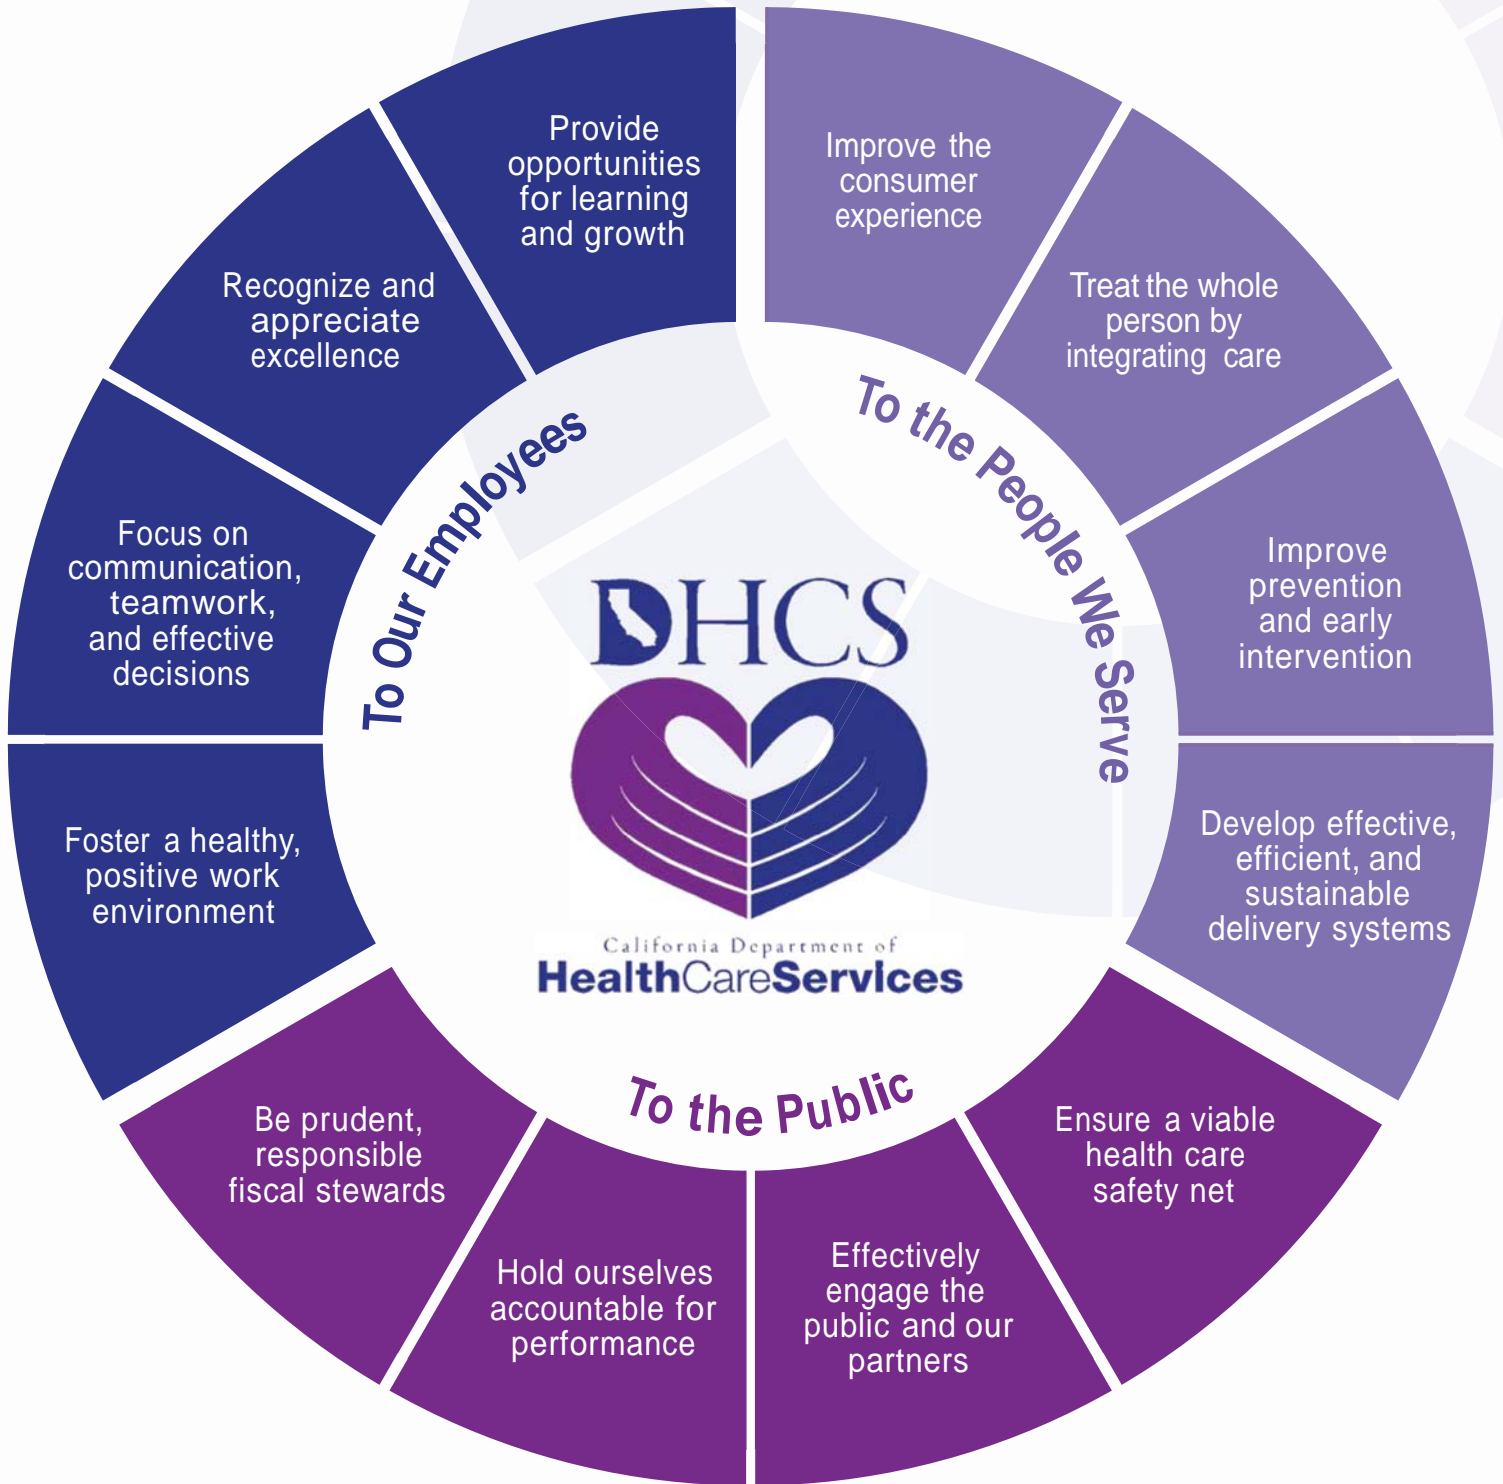 Provide
opportunities
for learning
and growth
Improve the
consumer
experience
Recognize and
appreciate
excellence
Treat the whole
person by
integrating care
To Our Employees
To the People We Serve
Focus on
communication,
teamwork,
and effective
decisions
Improve
prevention
and early
intervention
DHCS
Foster a healthy,
positive work
environment
Develop effective,
efficient, and
sustainable
delivery systems
California Department of
HealthCareServices
To the Public
Be prudent,
responsible
fiscal stewards
Ensure a viable
health care
safety net
Hold ourselves
accountable for
performance
Effectively
engage the
public and our
partners